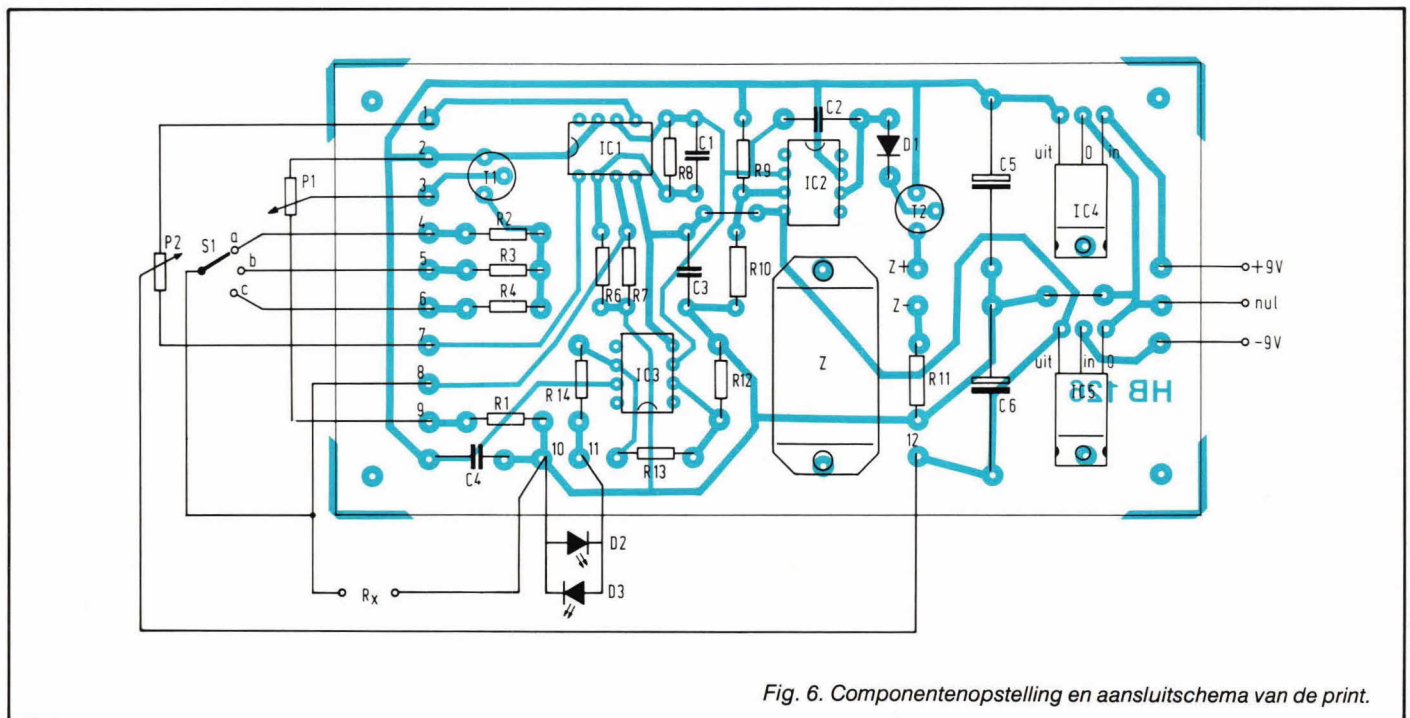 1
2
3
4
5
6
7
8
9
10
11
12
P1
P2
S1
a
b
c
T1
R2
R3
R4
R1
C4
IC1
R8
C1
R6
R7
C3
R14
IC3
R12
R13
R9
R10
C2
IC2
D1
T2
Z
Z+
Z-
R11
C5
C6
uit
0
in
IC4
uit
in
0
IC5
HB 126
+9V
nul
-9V
D2
D3
Rx
Fig. 6. Componentenopstelling en aansluitschema van de print.